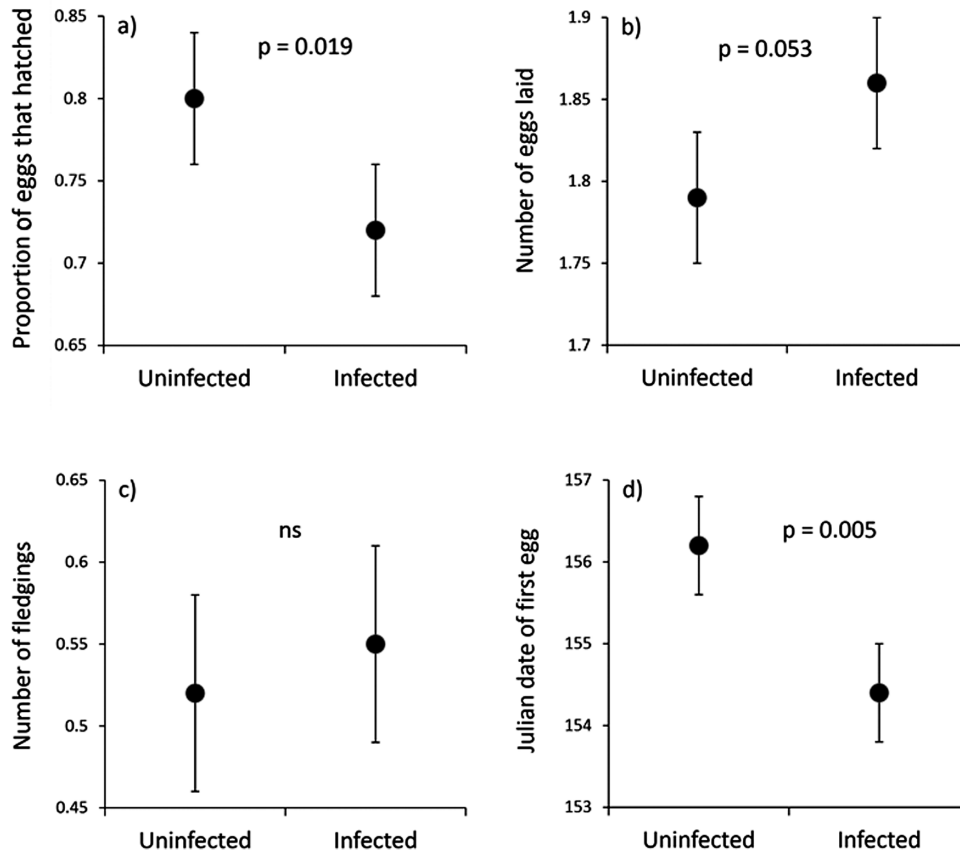 a)
p = 0.019
Proportion of eggs that hatched
0.85
0.8
0.75
0.7
0.65
Uninfected
Infected
b)
p = 0.053
Number of eggs laid
1.9
1.85
1.8
1.75
1.7
Uninfected
Infected
c)
ns
Number of fledgings
0.65
0.6
0.55
0.5
0.45
Uninfected
Infected
d)
p = 0.005
Julian date of first egg
157
156
155
154
153
Uninfected
Infected